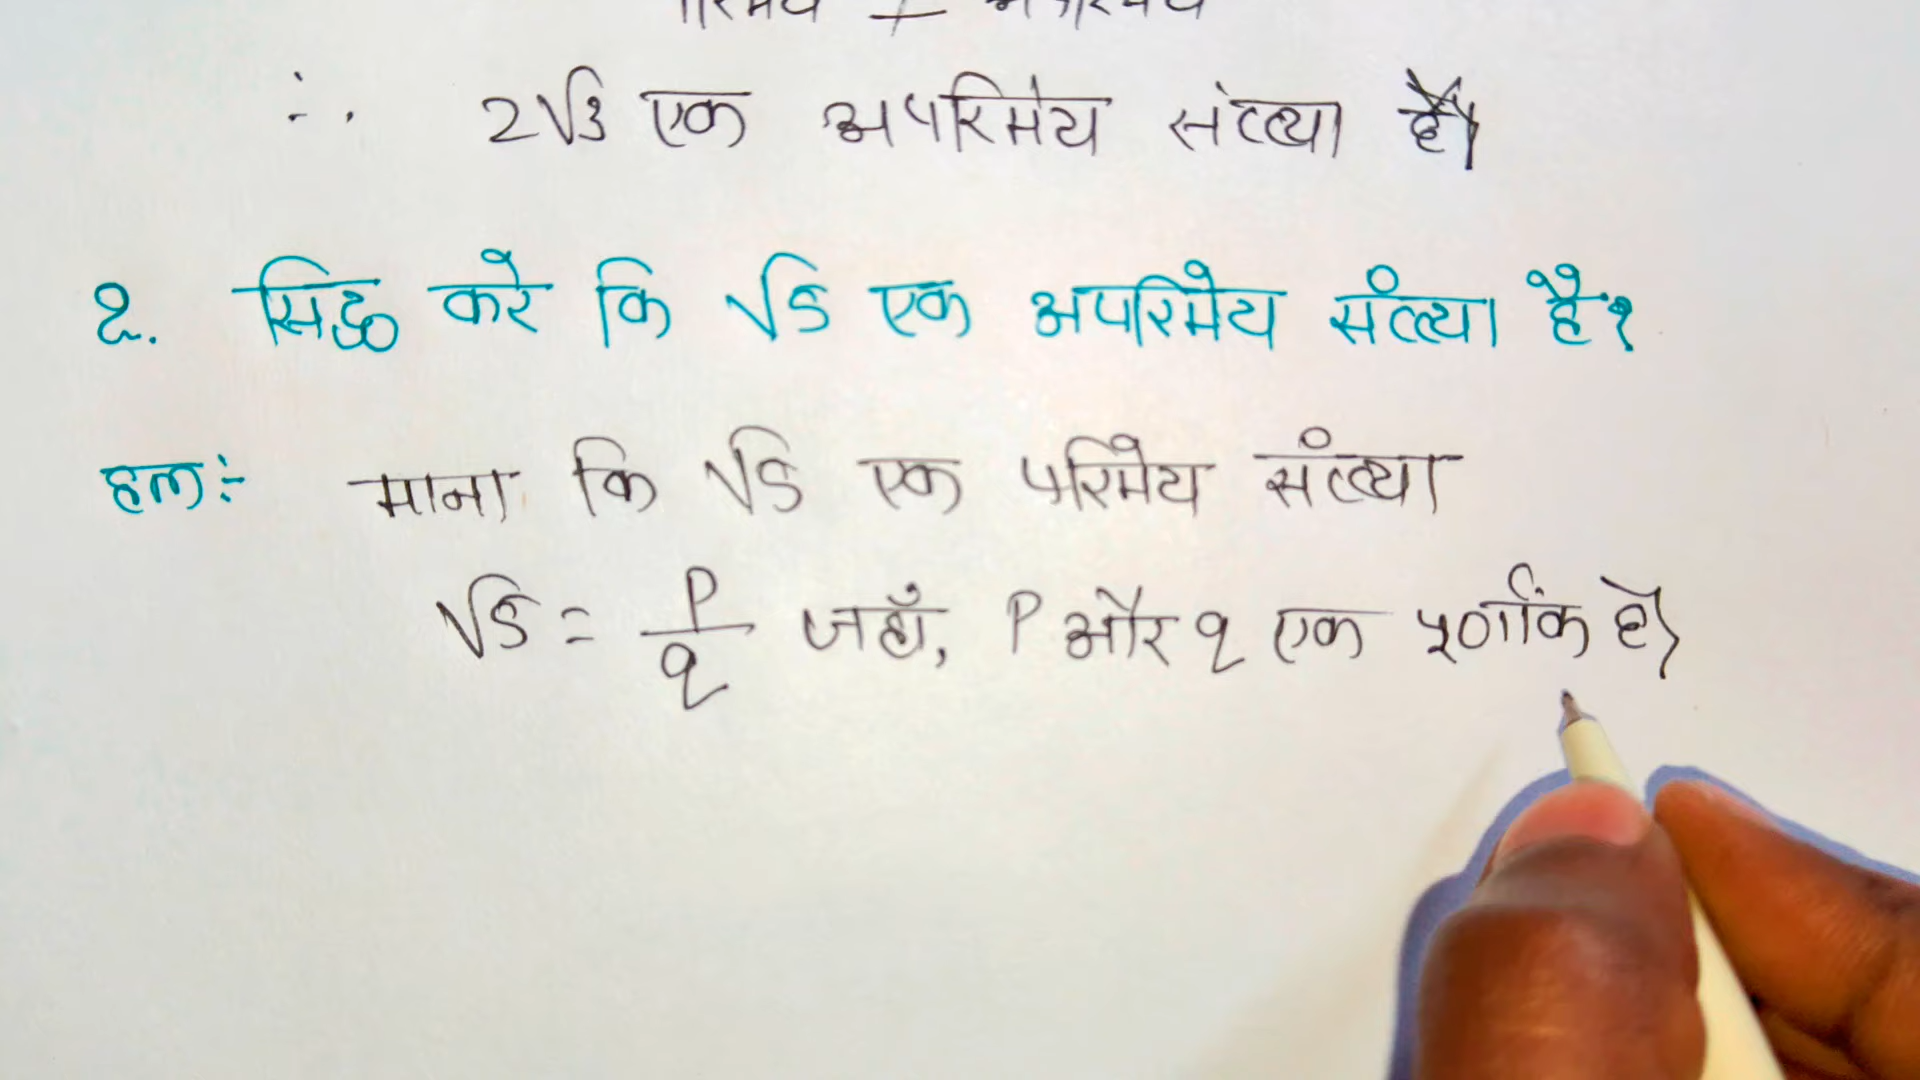 ∴ 2√3 एक अपरिमेय संख्या है।
2. सिद्ध करे कि √5 एक अपरिमेय संख्या है?
हल:- माना कि √5 एक परिमेय संख्या
√5 = P/q जहाँ, P और q एक पूर्णांक है।